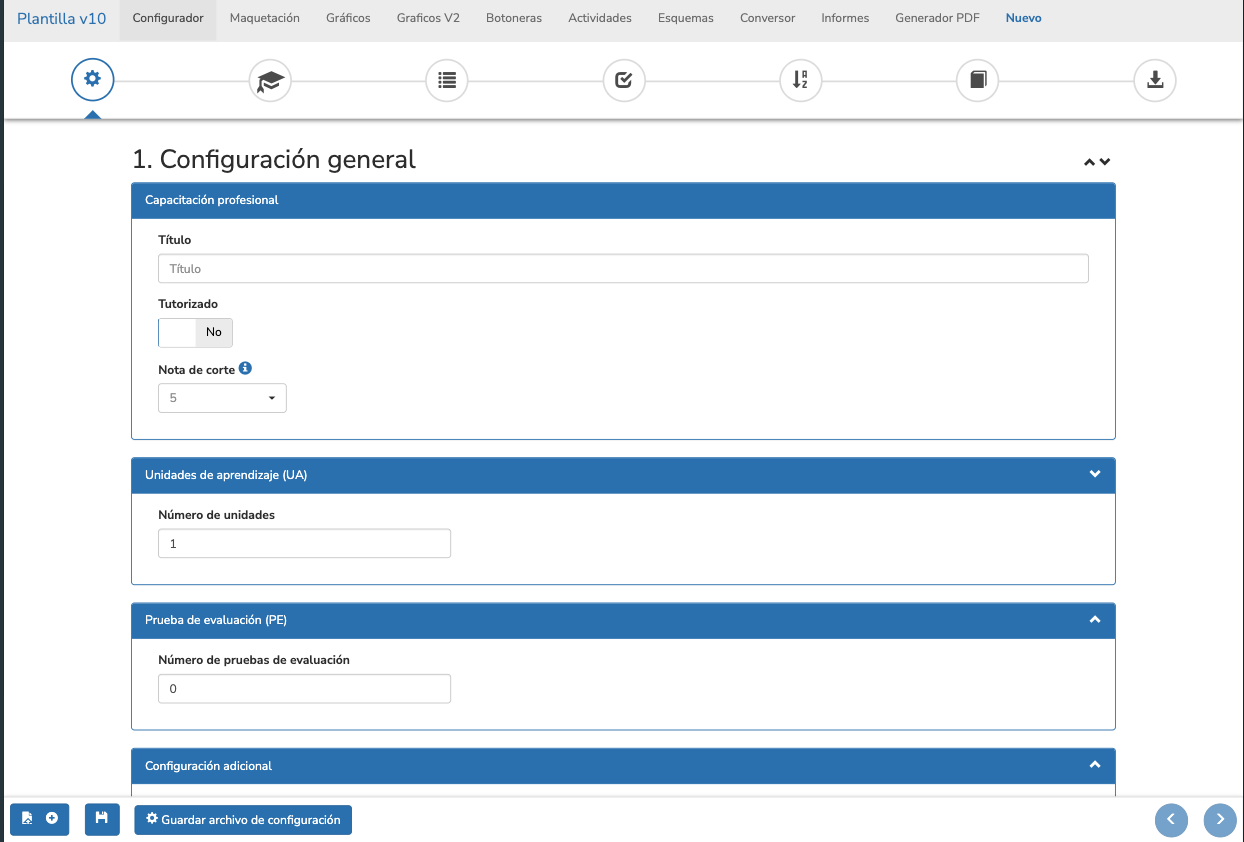 Plantilla v10 Configurador Maquetación Gráficos Graficos V2 Botoneras Actividades Esquemas Conversor Informes Generador PDF Nuevo
1. Configuración general
Capacitación profesional
Título
Título
Tutorizado
No
Nota de corte
5
Unidades de aprendizaje (UA)
Número de unidades
1
Prueba de evaluación (PE)
Número de pruebas de evaluación
0
Configuración adicional
Guardar archivo de configuración